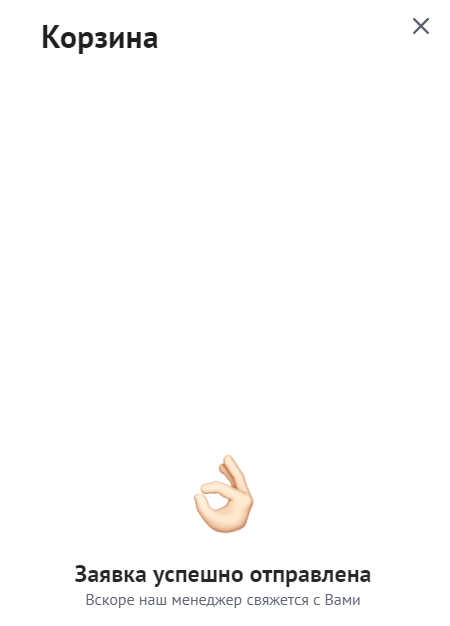 Корзина
Заявка успешно отправлена
Вскоре наш менеджер свяжется с Вами